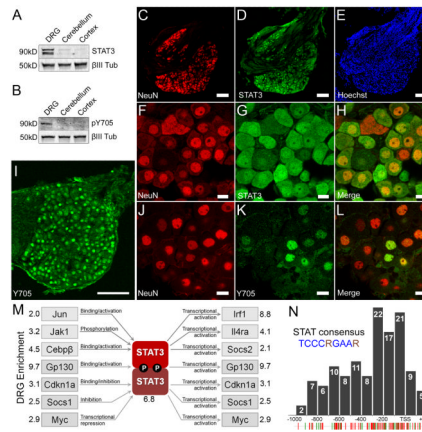 A
DRG
Cerebellum
Cortex
90kD
STAT3
50kD
βIII Tub
B
DRG
Cerebellum
Cortex
90kD
pY705
50kD
βIII Tub
C
NeuN
D
STAT3
E
Hoechst
F
NeuN
G
STAT3
H
Merge
I
Y705
J
NeuN
K
Y705
L
Merge
M
DRG Enrichment
2.0 Jun Binding/activation
3.2 Jak1 Phosphorylation
4.5 Cebpβ Binding/activation
9.7 Gp130 Binding/activation
3.1 Cdkn1a Binding/inhibition
2.5 Socs1 Inhibition
2.9 Myc Transcriptional repression
STAT3
P P
STAT3
6.8
Transcriptional activation Irf1 8.8
Transcriptional activation Il4ra 4.1
Transcriptional activation Socs2 2.1
Transcriptional activation Gp130 9.7
Transcriptional activation Cdkn1a 3.1
Transcriptional activation Socs1 2.5
Transcriptional activation Myc 2.9
N
STAT consensus
TCCCRGAAR
2 7 6 10 8 11 8 22 17 21 9 5
-1000 -800 -600 -400 -200 TSS